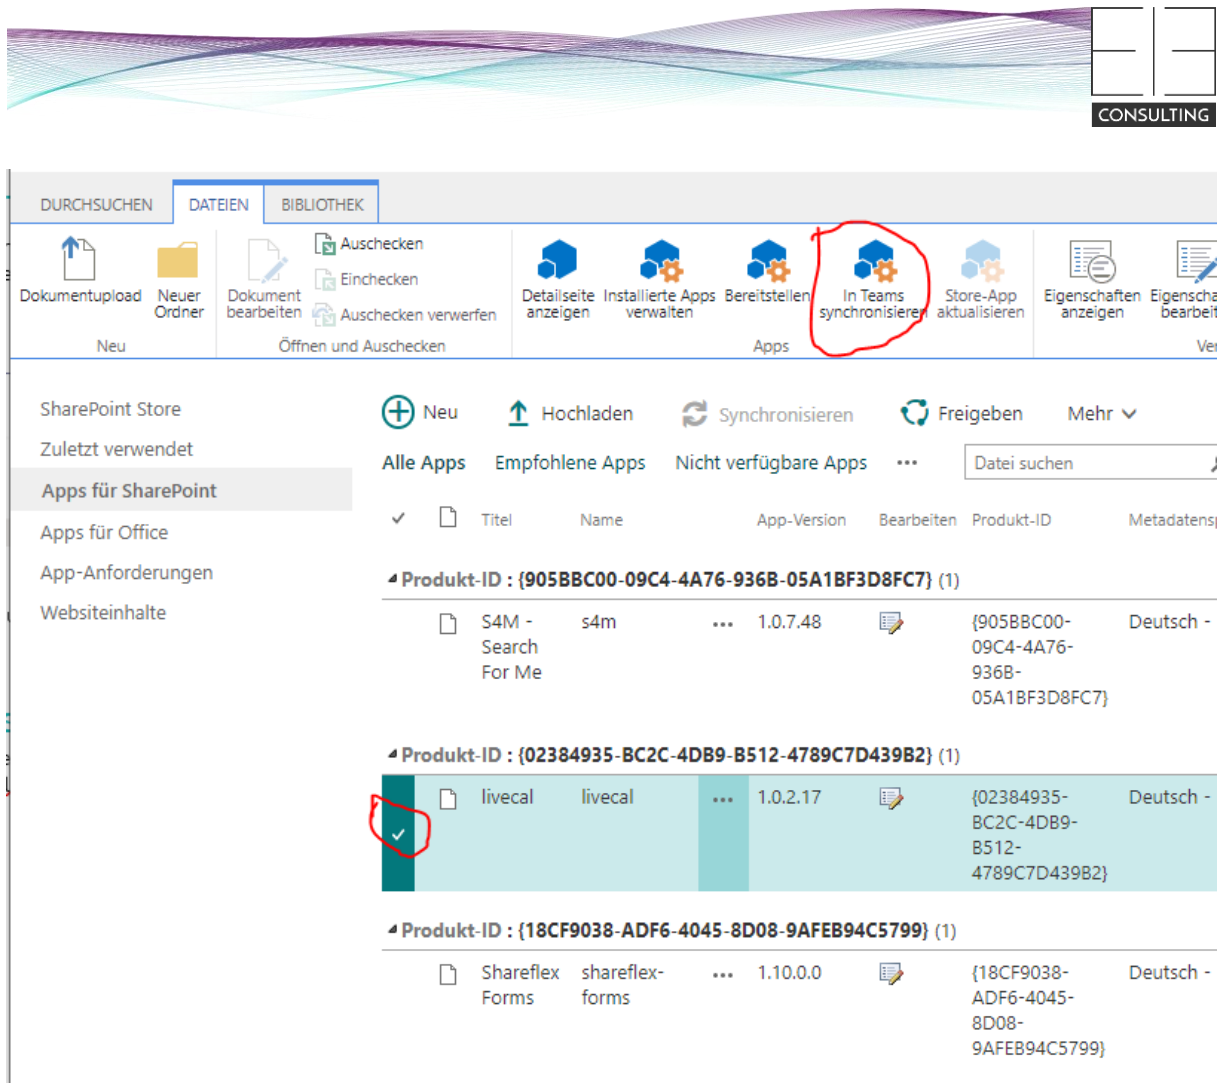 CONSULTING
DURCHSUCHEN DATEIEN BIBLIOTHEK
Auschecken
Einchecken
Auschecken verwerfen
Dokumentupload Neuer Ordner Dokument bearbeiten Detailseite anzeigen Installierte Apps verwalten Bereitstellen In Teams synchronisieren Store-App aktualisieren Eigenschaften anzeigen
Neu Öffnen und Auschecken Apps
SharePoint Store
Zuletzt verwendet
Apps für SharePoint
Apps für Office
App-Anforderungen
Websiteinhalte
Neu Hochladen Synchronisieren Freigeben Mehr
Alle Apps Empfohlene Apps Nicht verfügbare Apps ••• Datei suchen
Titel Name App-Version Bearbeiten Produkt-ID
Produkt-ID : {905BBC00-09C4-4A76-936B-05A1BF3D8FC7} (1)
S4M - s4m ••• 1.0.7.48 {905BBC00- Deutsch -
Search 09C4-4A76-
For Me 936B-
05A1BF3D8FC7}
Produkt-ID : {02384935-BC2C-4DB9-B512-4789C7D439B2} (1)
livecal livecal ••• 1.0.2.17 {02384935- Deutsch -
BC2C-4DB9-
B512-
4789C7D439B2}
Produkt-ID : {18CF9038-ADF6-4045-8D08-9AFEB94C5799} (1)
Shareflex shareflex- ••• 1.10.0.0 {18CF9038- Deutsch -
Forms forms ADF6-4045-
8D08-
9AFEB94C5799}